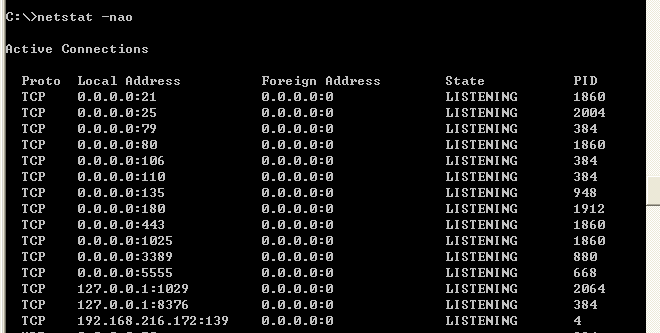 C:\>netstat -nao
Active Connections
Proto Local Address Foreign Address State PID
TCP 0.0.0.0:21 0.0.0.0:0 LISTENING 1860
TCP 0.0.0.0:25 0.0.0.0:0 LISTENING 2004
TCP 0.0.0.0:79 0.0.0.0:0 LISTENING 384
TCP 0.0.0.0:80 0.0.0.0:0 LISTENING 1860
TCP 0.0.0.0:106 0.0.0.0:0 LISTENING 384
TCP 0.0.0.0:110 0.0.0.0:0 LISTENING 384
TCP 0.0.0.0:135 0.0.0.0:0 LISTENING 948
TCP 0.0.0.0:180 0.0.0.0:0 LISTENING 1912
TCP 0.0.0.0:443 0.0.0.0:0 LISTENING 1860
TCP 0.0.0.0:1025 0.0.0.0:0 LISTENING 1860
TCP 0.0.0.0:3389 0.0.0.0:0 LISTENING 880
TCP 0.0.0.0:5555 0.0.0.0:0 LISTENING 668
TCP 127.0.0.1:1029 0.0.0.0:0 LISTENING 2064
TCP 127.0.0.1:8376 0.0.0.0:0 LISTENING 384
TCP 192.168.216.172:139 0.0.0.0:0 LISTENING 4